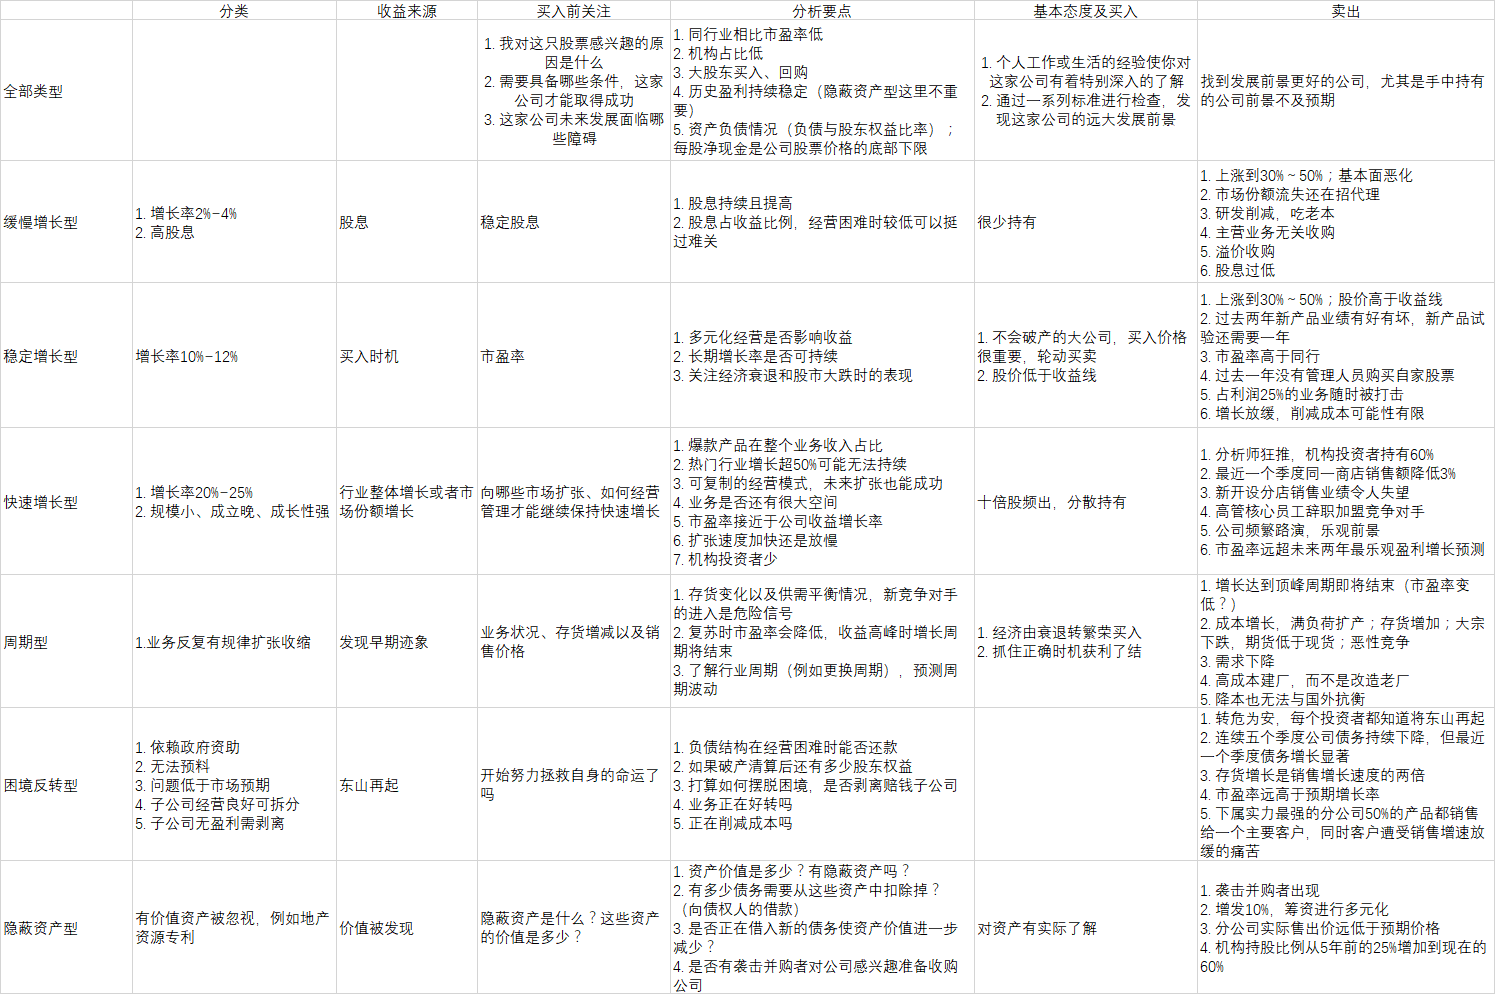 分类
收益来源
买入前关注
分析要点
基本态度及买入
卖出
全部类型
1. 我对这只股票感兴趣的原
因是什么
2. 需要具备哪些条件，这家
公司才能取得成功
3. 这家公司未来发展面临哪
些障碍
1. 同行业相比市盈率低
2. 机构占比低
3. 大股东买入、回购
4. 历史盈利持续稳定（隐蔽资产型这里不重
要）
5. 资产负债情况（负债与股东权益比率）；
每股净现金是公司股票价格的底部下限
1. 个人工作或生活的经验使你对
这家公司有着特别深入的了解
2. 通过一系列标准进行检查，发
现这家公司的远大发展前景
找到发展前景更好的公司，尤其是手中持有
的公司前景不及预期
缓慢增长型
1. 增长率2%-4%
2. 高股息
股息
稳定股息
1. 股息持续且提高
2. 股息占收益比例，经营困难时较低可以挺
过难关
很少持有
1. 上涨到30%～50%；基本面恶化
2. 市场份额流失还在招代理
3. 研发削减，吃老本
4. 主营业务无关收购
5. 溢价收购
6. 股息过低
稳定增长型
增长率10%-12%
买入时机
市盈率
1. 多元化经营是否影响收益
2. 长期增长率是否可持续
3. 关注经济衰退和股市大跌时的表现
1. 不会破产的大公司，买入价格
很重要，轮动买卖
2. 股价低于收益线
1. 上涨到30%～50%；股价高于收益线
2. 过去两年新产品业绩有好有坏，新产品试
验还需要一年
3. 市盈率高于同行
4. 过去一年没有管理人员购买自家股票
5. 占利润25%的业务随时被打击
6. 增长放缓，削减成本可能性有限
快速增长型
1. 增长率20%-25%
2. 规模小、成立晚、成长性强
行业整体增长或者市
场份额增长
向哪些市场扩张、如何经营
管理才能继续保持快速增长
1. 爆款产品在整个业务收入占比
2. 热门行业增长超50%可能无法持续
3. 可复制的经营模式，未来扩张也能成功
4. 业务是否还有很大空间
5. 市盈率接近于公司收益增长率
6. 扩张速度加快还是放慢
7. 机构投资者少
十倍股频出，分散持有
1. 分析师狂推，机构投资者持有60%
2. 最近一个季度同一商店销售额降低3%
3. 新开设分店销售业绩令人失望
4. 高管核心员工辞职加盟竞争对手
5. 公司频繁路演，乐观前景
6. 市盈率远超未来两年最乐观盈利增长预测
周期型
1.业务反复有规律扩张收缩
发现早期迹象
业务状况、存货增减以及销
售价格
1. 存货变化以及供需平衡情况，新竞争对手
的进入是危险信号
2. 复苏时市盈率会降低，收益高峰时增长周
期将结束
3. 了解行业周期（例如更换周期），预测周
期波动
1. 经济由衰退转繁荣买入
2. 抓住正确时机获利了结
1. 增长达到顶峰周期即将结束（市盈率变
低？）
2. 成本增长，满负荷扩产；存货增加；大宗
下跌，期货低于现货；恶性竞争
3. 需求下降
4. 高成本建厂，而不是改造老厂
5. 降本也无法与国外抗衡
困境反转型
1. 依赖政府资助
2. 无法预料
3. 问题低于市场预期
4. 子公司经营良好可拆分
5. 子公司无盈利需剥离
东山再起
开始努力拯救自身的命运了
吗
1. 负债结构在经营困难时能否还款
2. 如果破产清算后还有多少股东权益
3. 打算如何摆脱困境，是否剥离赔钱子公司
4. 业务正在好转吗
5. 正在削减成本吗
1. 转危为安，每个投资者都知道将东山再起
2. 连续五个季度公司债务持续下降，但最近
一个季度债务增长显著
3. 存货增长是销售增长速度的两倍
4. 市盈率远高于预期增长率
5. 下属实力最强的分公司50%的产品都销售
给一个主要客户，同时客户遭受销售增速放
缓的痛苦
隐蔽资产型
有价值资产被忽视，例如地产
资源专利
价值被发现
隐蔽资产是什么？这些资产
的价值是多少？
1. 资产价值是多少？有隐蔽资产吗？
2. 有多少债务需要从这些资产中扣除掉？
（向债权人的借款）
3. 是否正在借入新的债务使资产价值进一步
减少？
4. 是否有袭击并购者对公司感兴趣准备收购
公司
对资产有实际了解
1. 袭击并购者出现
2. 增发10%，筹资进行多元化
3. 分公司实际售出价远低于预期价格
4. 机构持股比例从5年前的25%增加到现在的
60%